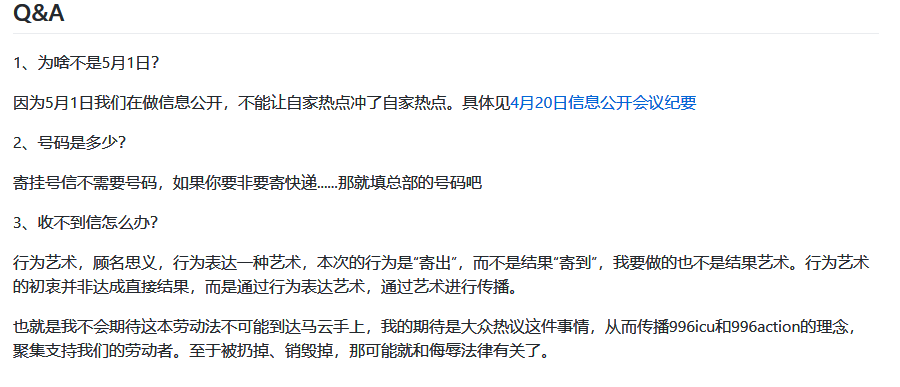 Q&A
1、为啥不是5月1日？
因为5月1日我们在做信息公开，不能让自家热点冲了自家热点。具体见4月20日信息公开会议纪要
2、号码是多少？
寄挂号信不需要号码，如果你要非要寄快递......那就填总部的号码吧
3、收不到信怎么办？
行为艺术，顾名思义，行为表达一种艺术，本次的行为是“寄出”，而不是结果“寄到”，我要做的也不是结果艺术。行为艺术
的初衷并非达成直接结果，而是通过行为表达艺术，通过艺术进行传播。
也就是我不会期待这本劳动法不可能到达马云手上，我的期待是大众热议这件事情，从而传播996icu和996action的理念，
聚集支持我们的劳动者。至于被扔掉、销毁掉，那可能就和侮辱法律有关了。